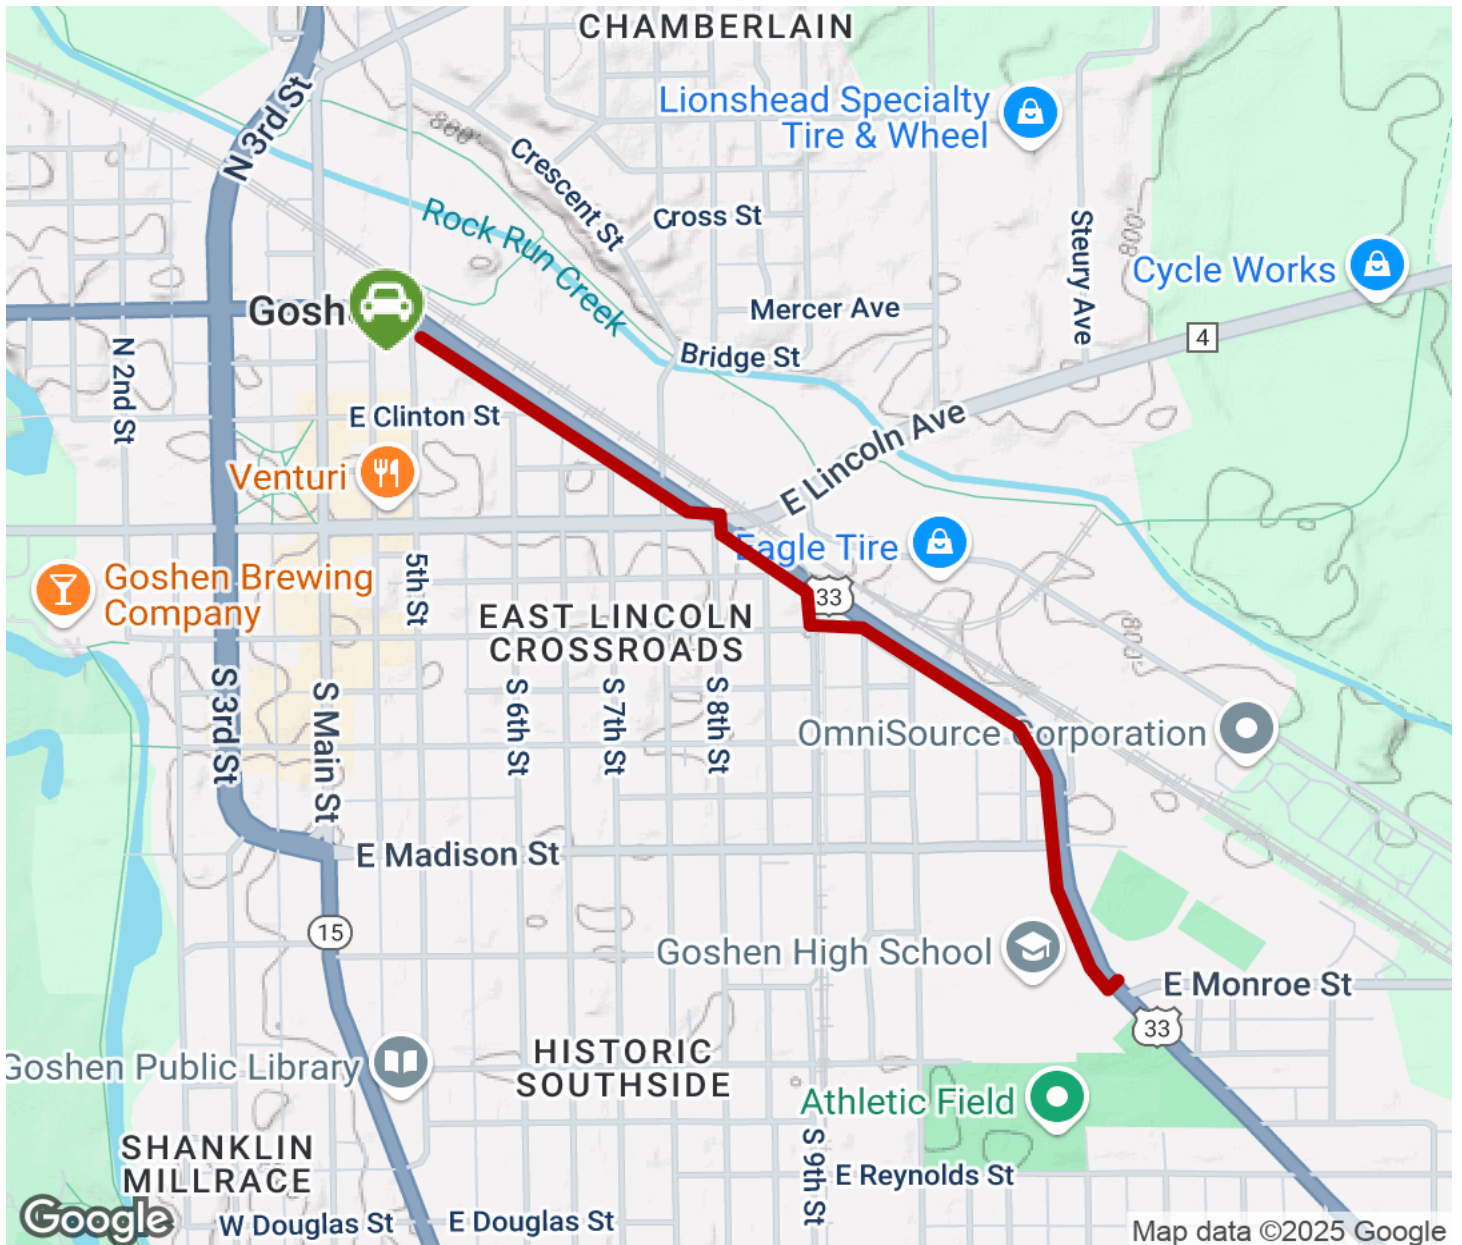 CHAMBERLAIN
Lionshead Specialty
Tire & Wheel
N 3rd St
800'
Crescent St
Cross St
Rock Run Creek
Steury Ave
800'
Cycle Works
Gosh
Mercer Ave
4
N 2nd St
Bridge St
E Clinton St
E Lincoln Ave
Venturi
Eagle Tire
5th St
Goshen Brewing
Company
33
EAST LINCOLN
CROSSROADS
800'
S 3rd St
S Main St
S 6th St
S 7th St
S 8th St
OmniSource Corporation
E Madison St
15
Goshen High School
E Monroe St
33
Goshen Public Library
HISTORIC
SOUTHSIDE
Athletic Field
SHANKLIN
MILLRACE
S 9th St
E Reynolds St
Google
W Douglas St
E Douglas St
Map data ©2025 Google